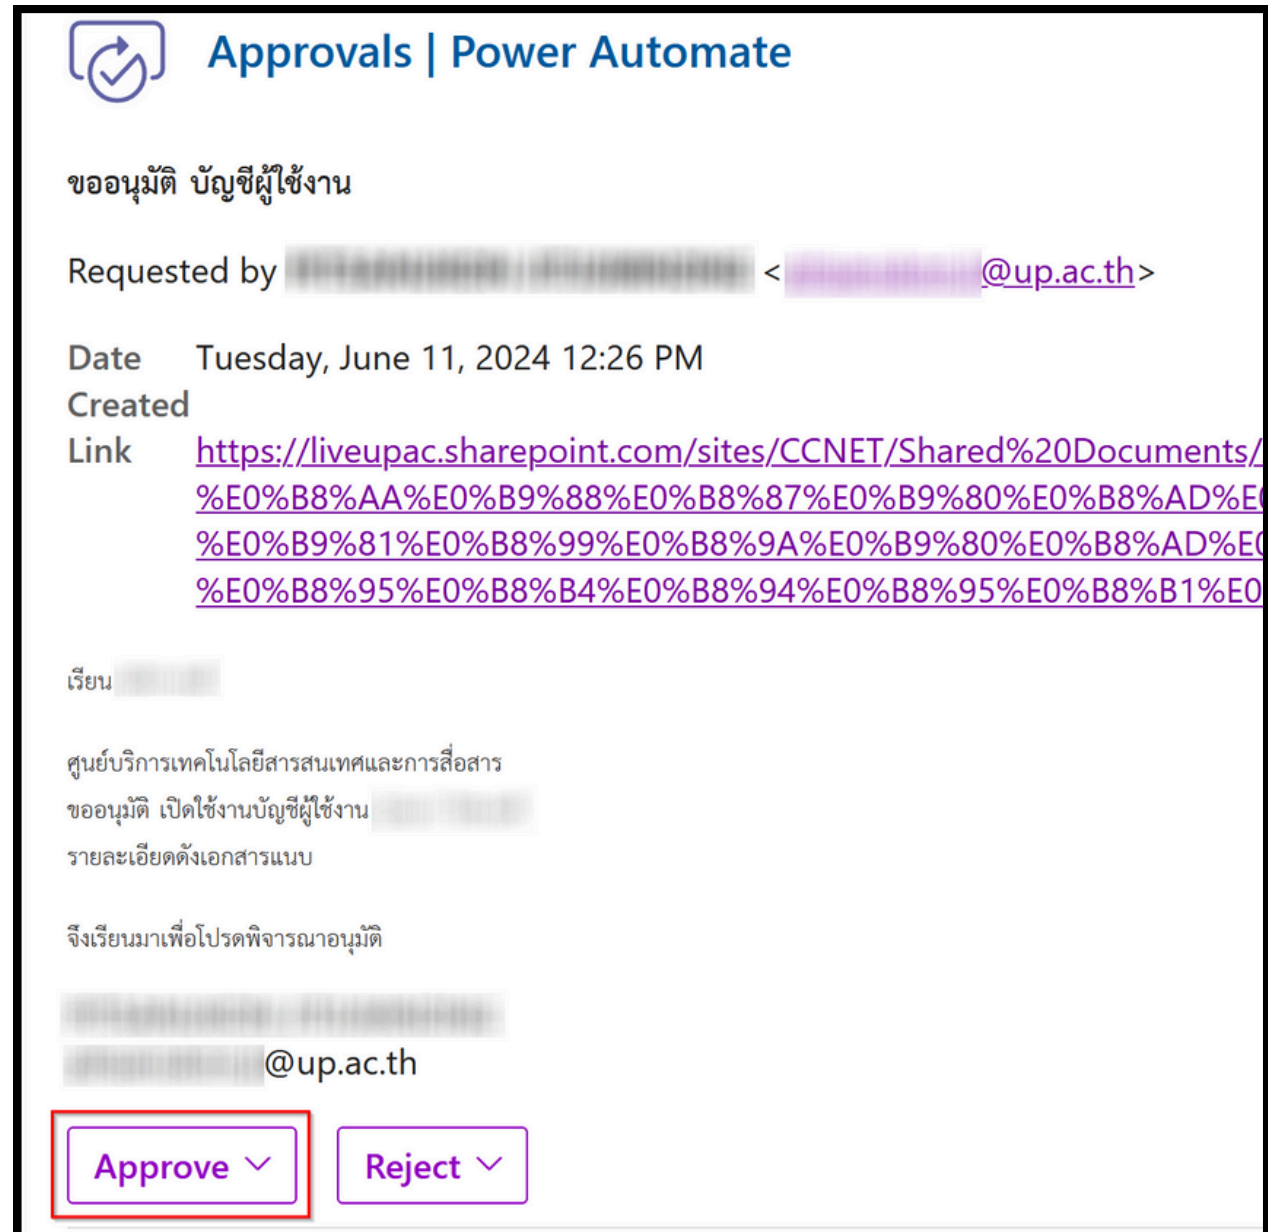 Approvals | Power Automate
ขออนุมัติ บัญชีผู้ใช้งาน
Requested by < @up.ac.th>
Date Tuesday, June 11, 2024 12:26 PM
Created
Link https://liveupac.sharepoint.com/sites/CCNET/Shared%20Documents/
%E0%B8%AA%E0%B9%88%E0%B8%87%E0%B9%80%E0%B8%AD%E0
%E0%B9%81%E0%B8%99%E0%B8%9A%E0%B9%80%E0%B8%AD%E0
%E0%B8%95%E0%B8%B4%E0%B8%94%E0%B8%95%E0%B8%B1%E0
เรียน
ศูนย์บริการเทคโนโลยีสารสนเทศและการสื่อสาร
ขออนุมัติ เปิดใช้งานบัญชีผู้ใช้งาน
รายละเอียดดังเอกสารแนบ
จึงเรียนมาเพื่อโปรดพิจารณาอนุมัติ
@up.ac.th
Approve Reject